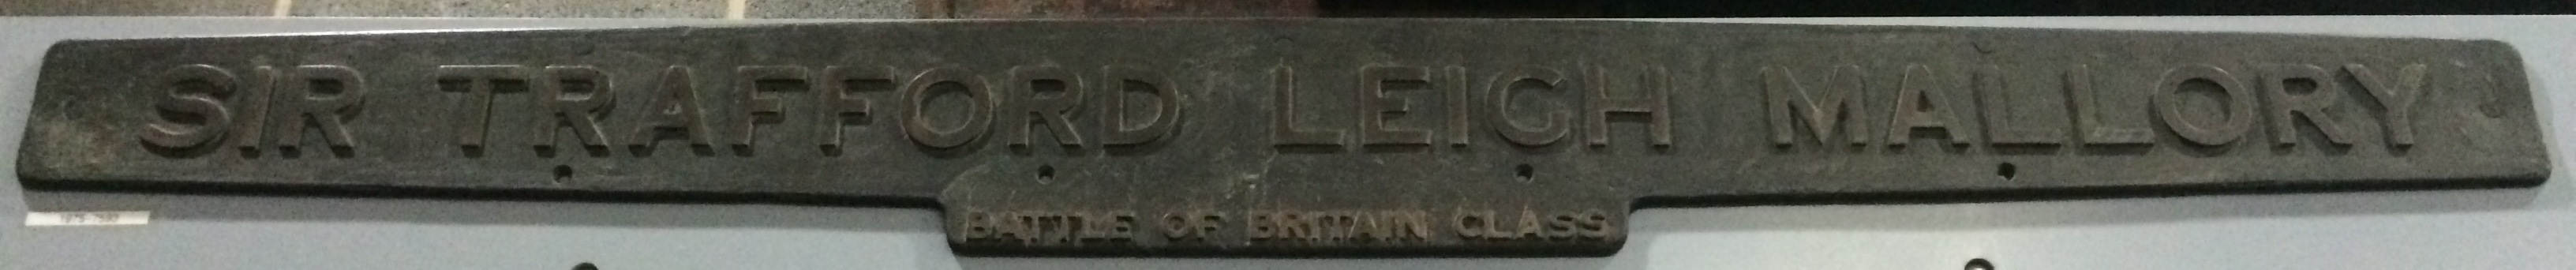 SIR TRAFFORD LEIGH MALLORY
BATTLE OF BRITAIN CLASS